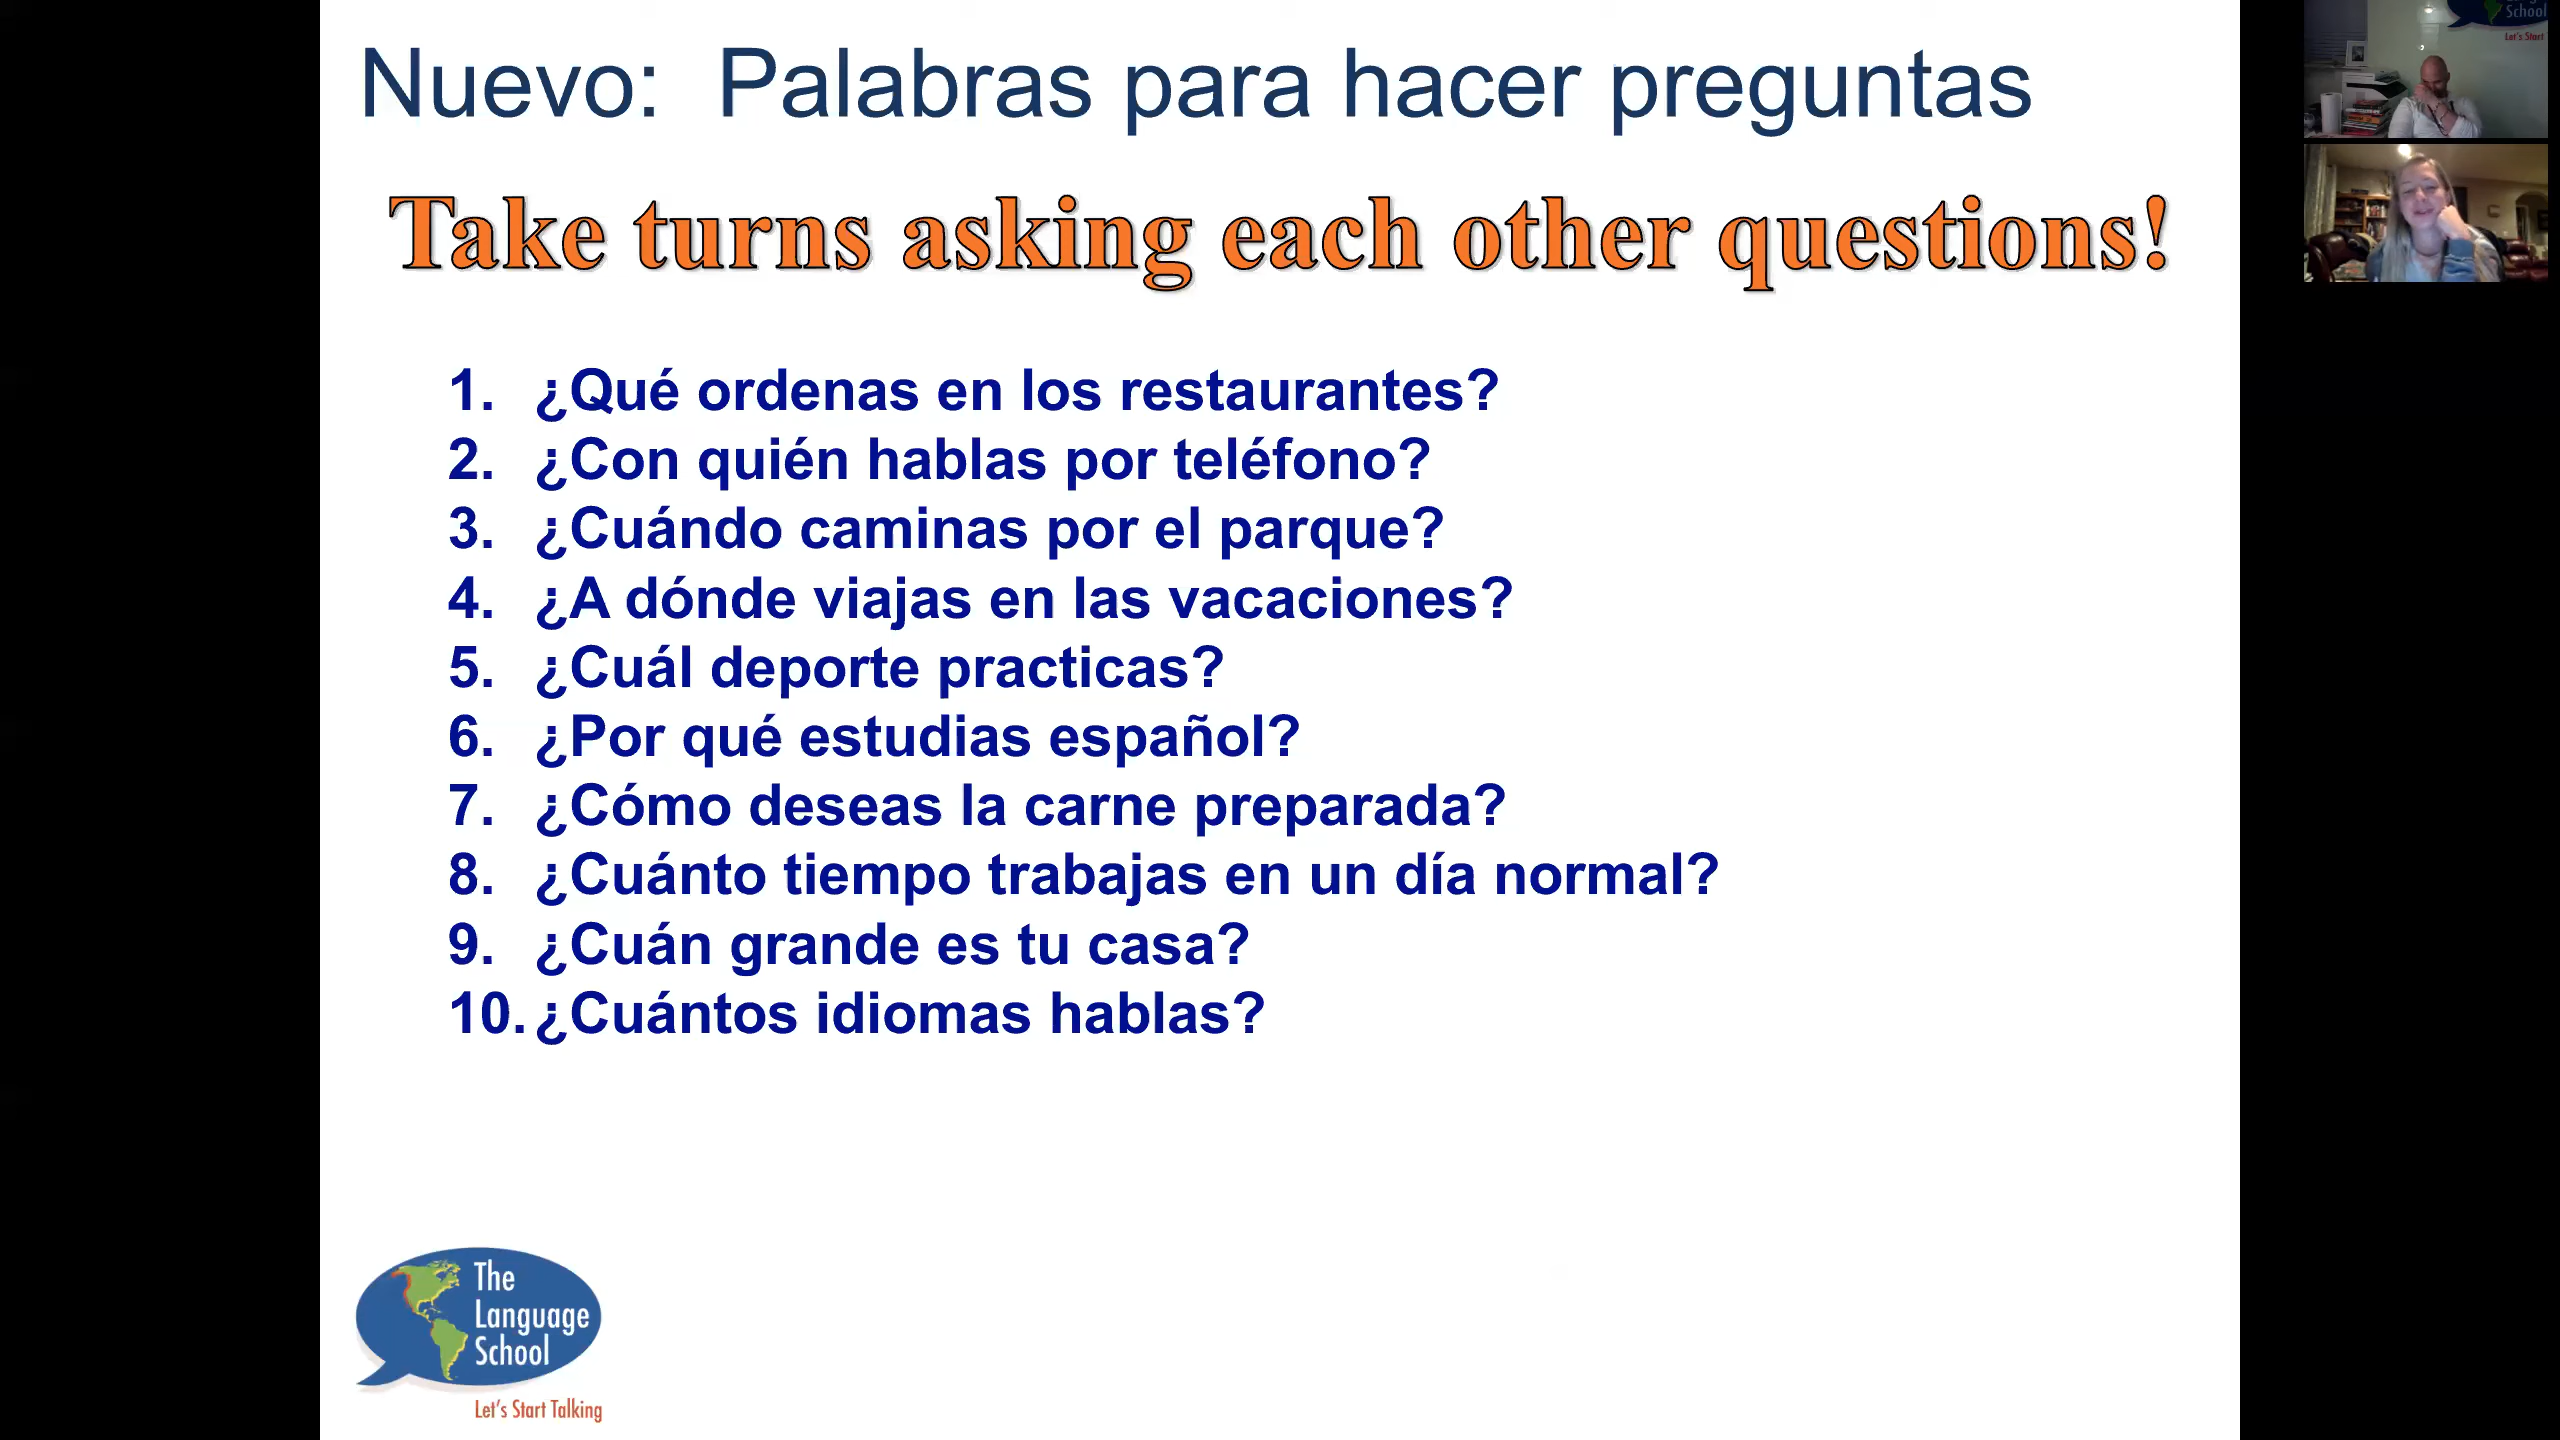 Nuevo: Palabras para hacer preguntas
Take turns asking each other questions!
1. ¿Qué ordenas en los restaurantes?
2. ¿Con quién hablas por teléfono?
3. ¿Cuándo caminas por el parque?
4. ¿A dónde viajas en las vacaciones?
5. ¿Cuál deporte practicas?
6. ¿Por qué estudias español?
7. ¿Cómo deseas la carne preparada?
8. ¿Cuánto tiempo trabajas en un día normal?
9. ¿Cuán grande es tu casa?
10. ¿Cuántos idiomas hablas?
The
Language
School
Let's Start Talking
School
Let's Start